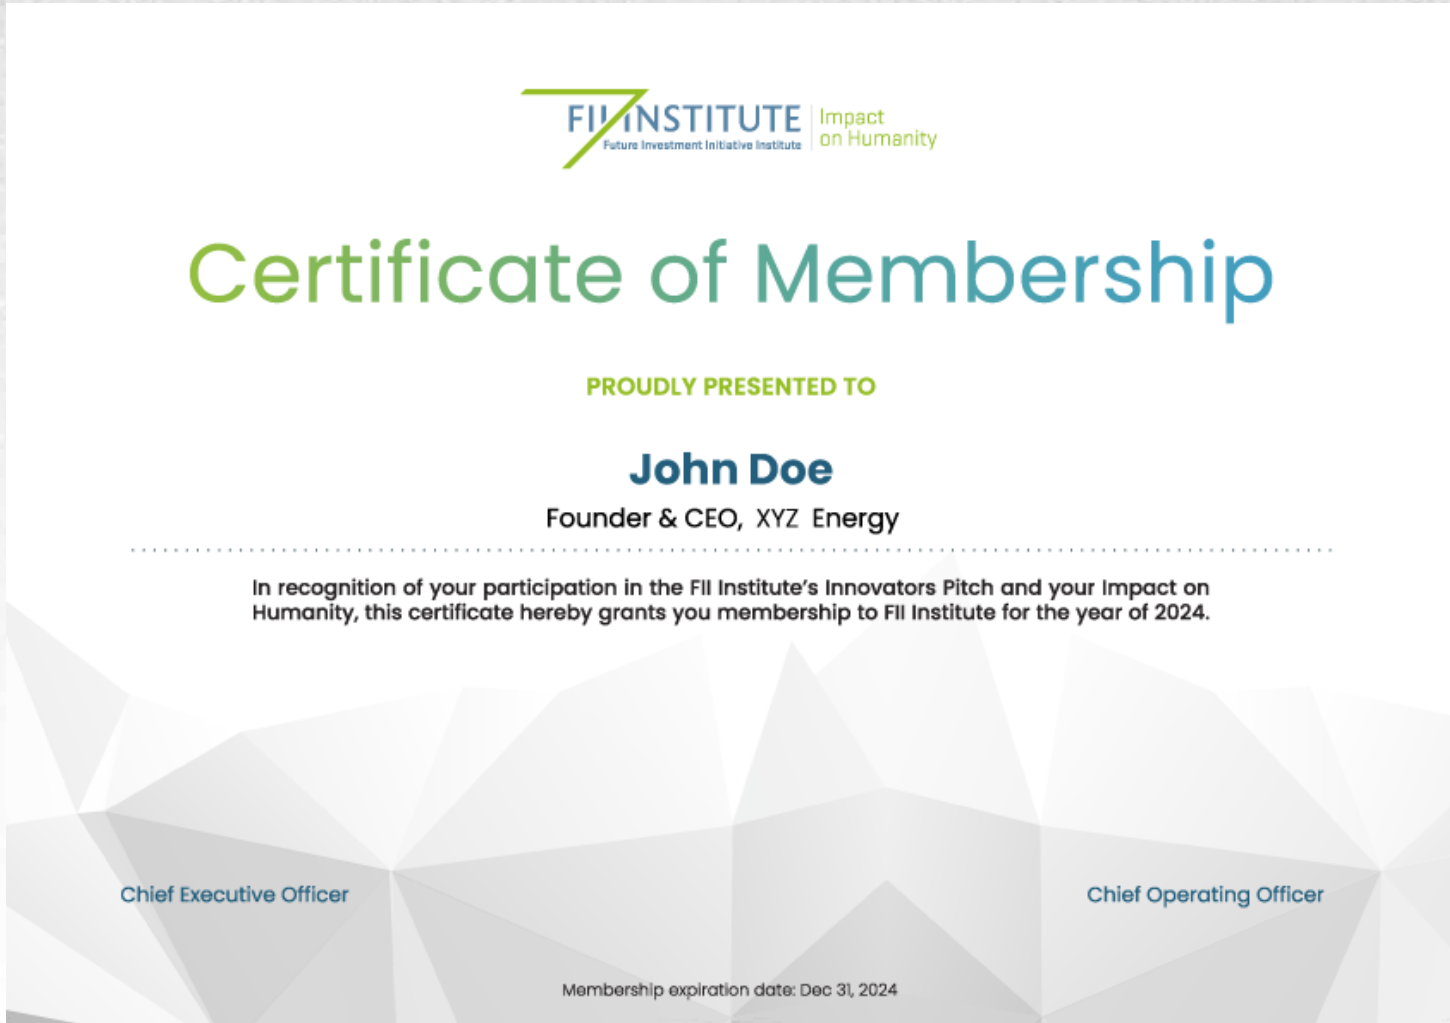 FII INSTITUTE
Future Investment Initiative Institute
Impact
on Humanity
Certificate of Membership
PROUDLY PRESENTED TO
John Doe
Founder & CEO, XYZ Energy
In recognition of your participation in the FII Institute's Innovators Pitch and your Impact on
Humanity, this certificate hereby grants you membership to FII Institute for the year of 2024.
Chief Executive Officer
Chief Operating Officer
Membership expiration date: Dec 31, 2024